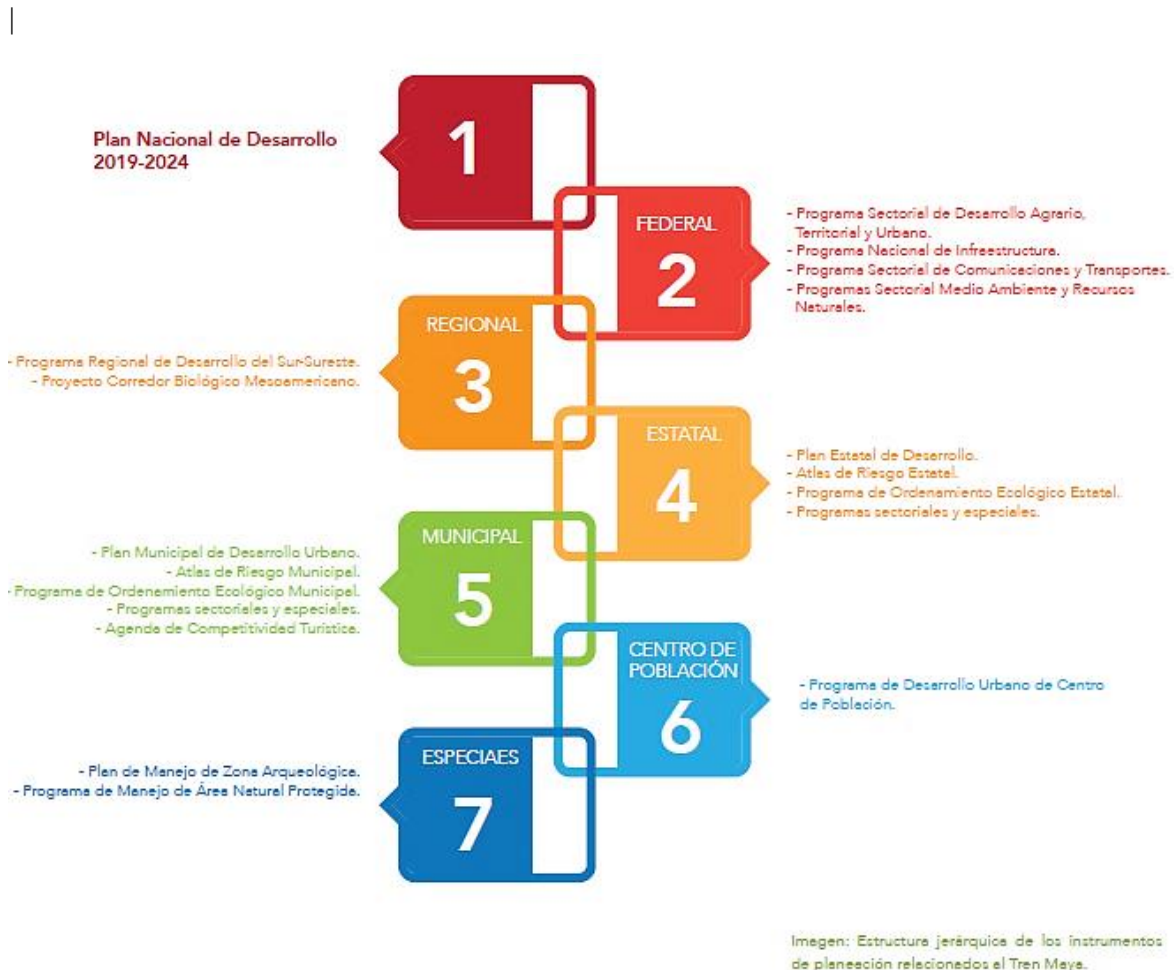 Plan Nacional de Desarrollo
2019-2024
1
FEDERAL
2
- Programa Sectorial de Desarrollo Agrario,
Territorial y Urbano.
- Programa Nacional de Infraestructura.
- Programa Sectorial de Comunicaciones y Transportes.
- Programas Sectorial Medio Ambiente y Recursos
Naturales.
REGIONAL
3
- Programa Regional de Desarrollo del Sur-Sureste.
- Proyecto Corredor Biológico Mesoamericano.
ESTATAL
4
- Plan Estatal de Desarrollo.
- Atlas de Riesgo Estatal.
- Programa de Ordenamiento Ecológico Estatal.
- Programas sectoriales y especiales.
MUNICIPAL
5
- Plan Municipal de Desarrollo Urbano.
- Atlas de Riesgo Municipal.
- Programa de Ordenamiento Ecológico Municipal.
- Programas sectoriales y especiales.
- Agenda de Competitividad Turística.
CENTRO DE
POBLACIÓN
6
- Programa de Desarrollo Urbano de Centro
de Población.
ESPECIAES
7
- Plan de Manejo de Zona Arqueológica.
- Programa de Manejo de Área Natural Protegida.
Imagen: Estructura jerárquica de los instrumentos
de planeación relacionados al Tren Maya.